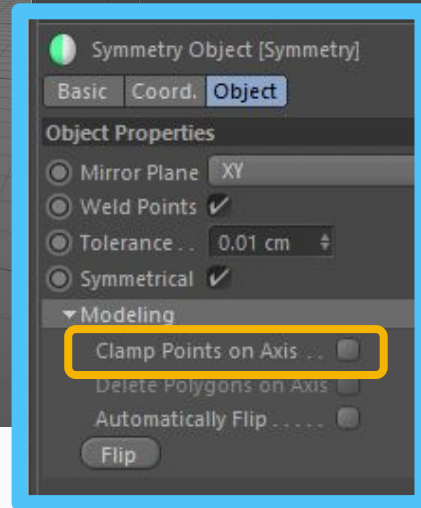 Symmetry Object [Symmetry]
Basic Coord. Object
Object Properties
Mirror Plane XY
Weld Points
Tolerance . . 0.01 cm
Symmetrical
Modeling
Clamp Points on Axis . .
Delete Polygons on Axis
Automatically Flip . . . . .
Flip